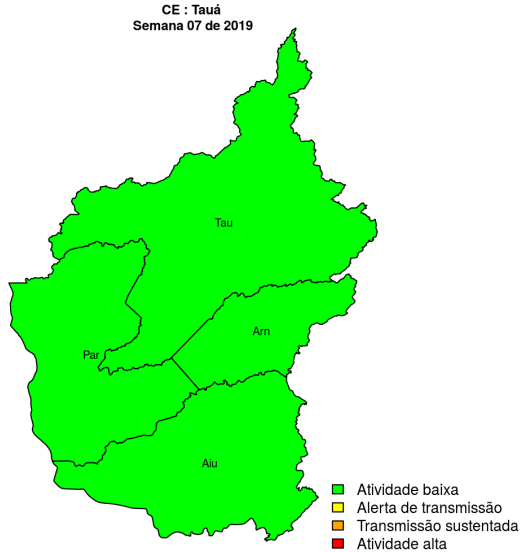 CE : Tauá
Semana 07 de 2019
Tau
Arn
Par
Aiu
Atividade baixa
Alerta de transmissão
Transmissão sustentada
Atividade alta